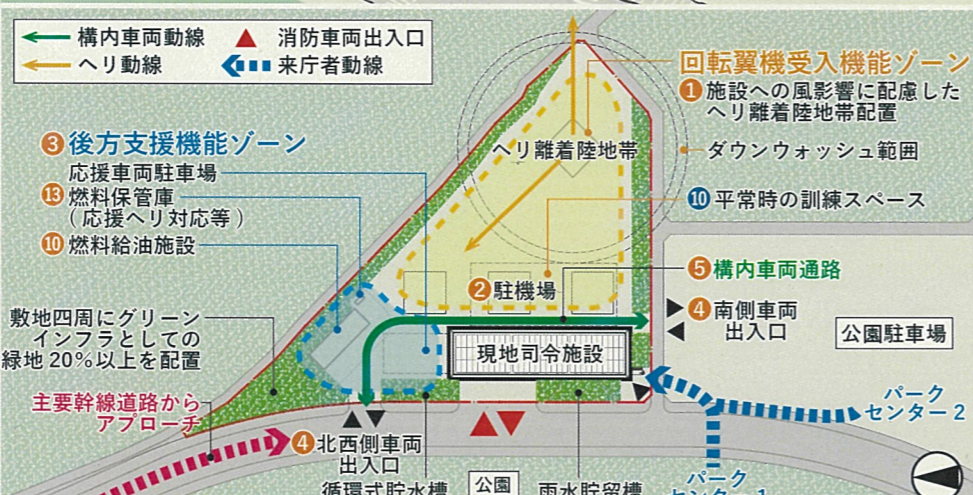 構内車両動線
消防車両出入口
ヘリ動線
来庁者動線
回転翼機受入機能ゾーン
1 施設への風影響に配慮した
ヘリ離着陸地帯配置
3 後方支援機能ゾーン
応援車両駐車場
ヘリ離着陸地帯
ダウンウォッシュ範囲
13 燃料保管庫
(応援ヘリ対応等)
10 平常時の訓練スペース
10 燃料給油施設
5 構内車両通路
2 駐機場
4 南側車両
出入口
公園駐車場
敷地四周にグリーン
インフラとしての
緑地20%以上を配置
現地司令施設
主要幹線道路から
アプローチ
パーク
センター2
4 北西側車両
出入口
循環式貯水槽
公園
雨水貯留槽
パーク
センター1